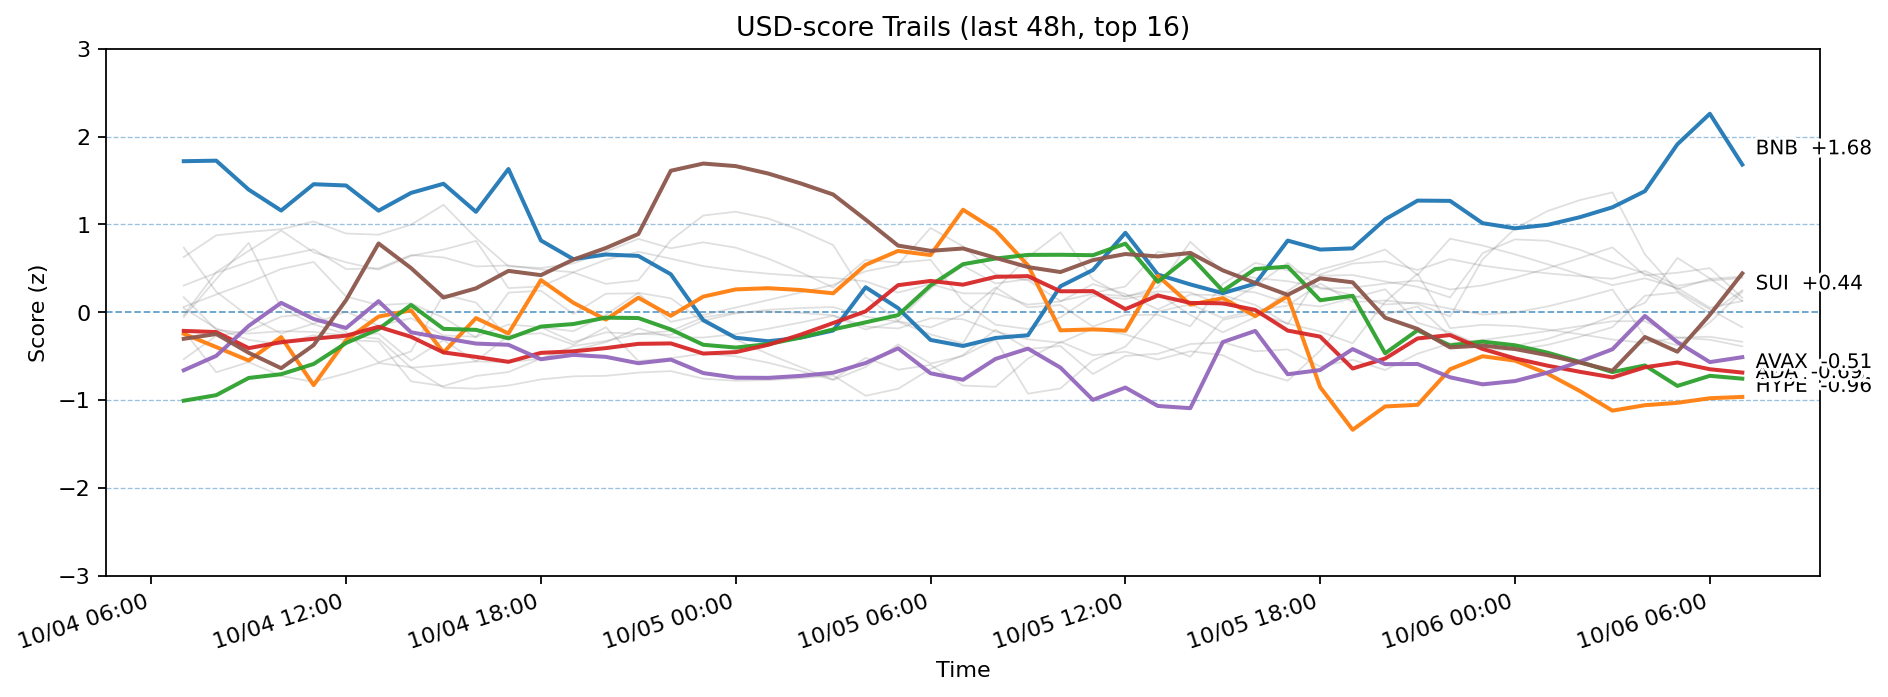 USD-score Trails (last 48h, top 16)
Score (z)
3
2
1
0
−1
−2
−3
BNB +1.68
SUI +0.44
AVAX -0.51
ADA -0.69
HYPE -0.96
10/04 06:00
10/04 12:00
10/04 18:00
10/05 00:00
10/05 06:00
10/05 12:00
10/05 18:00
10/06 00:00
10/06 06:00
Time